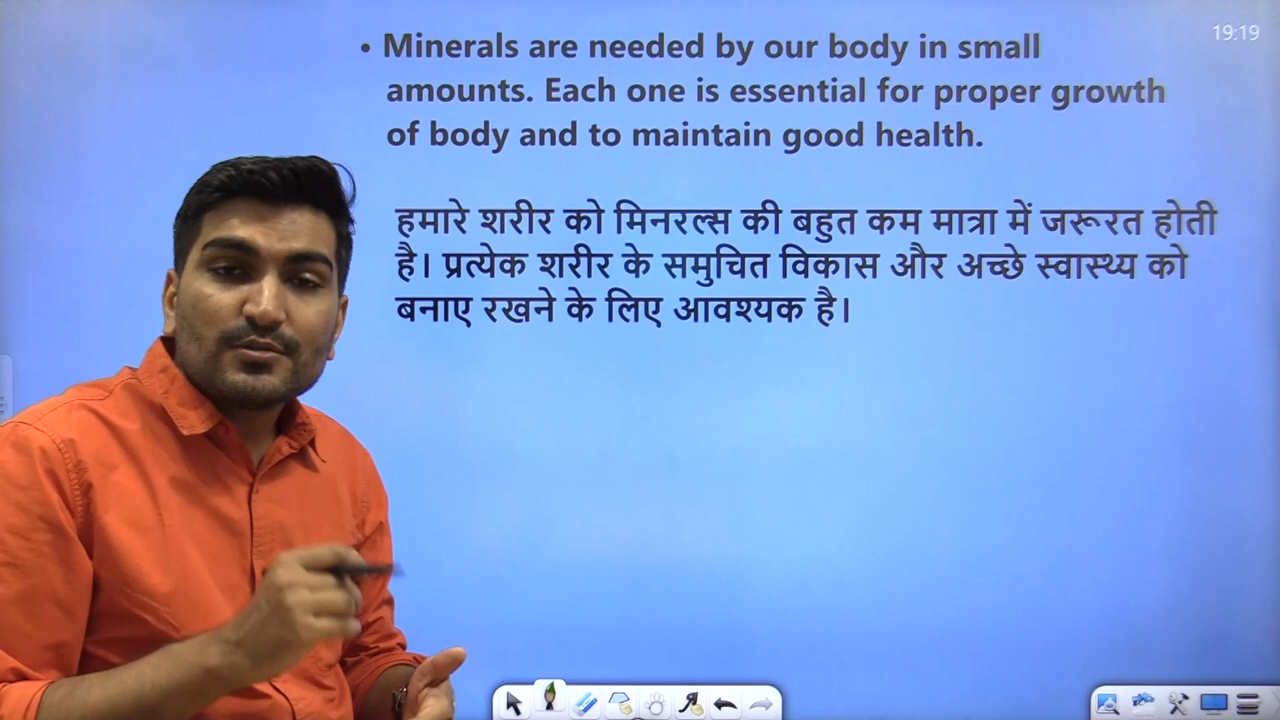 19:19
• Minerals are needed by our body in small
amounts. Each one is essential for proper growth
of body and to maintain good health.
हमारे शरीर को मिनरल्स की बहुत कम मात्रा में जरूरत होती
है। प्रत्येक शरीर के समुचित विकास और अच्छे स्वास्थ्य को
बनाए रखने के लिए आवश्यक है।